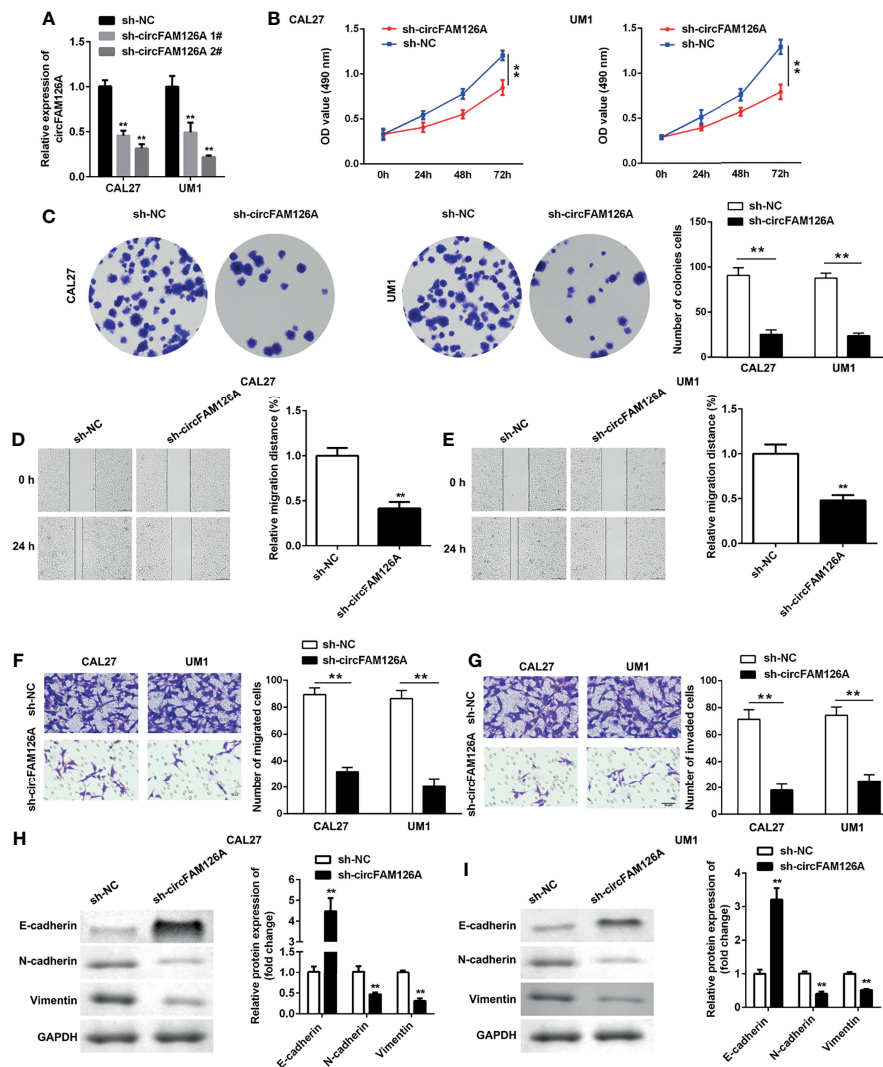 A
sh-NC
sh-circFAM126A 1#
sh-circFAM126A 2#
Relative expression of
circFAM126A
1.5
1.0
0.5
0.0
**
**
**
**
CAL27
UM1
B
CAL27
sh-circFAM126A
sh-NC
OD value (490 nm)
1.5
1.0
0.5
0.0
**
0h
24h
48h
72h
UM1
sh-circFAM126A
sh-NC
OD value (490 nm)
1.5
1.0
0.5
0.0
**
0h
24h
48h
72h
C
sh-NC
sh-circFAM126A
CAL27
sh-NC
sh-circFAM126A
UM1
sh-NC
sh-circFAM126A
Number of colonies cells
150
100
50
0
**
**
CAL27
UM1
D
CAL27
sh-NC
sh-circFAM126A
0 h
24 h
Relative migration distance (%)
1.5
1.0
0.5
0.0
**
sh-NC
sh-circFAM126A
E
UM1
sh-NC
sh-circFAM126A
0 h
24 h
Relative migration distance (%)
1.5
1.0
0.5
0.0
**
sh-NC
sh-circFAM126A
F
CAL27
UM1
sh-NC
sh-circFAM126A
sh-NC
sh-circFAM126A
Number of migrated cells
100
80
60
40
20
0
**
**
CAL27
UM1
G
CAL27
UM1
sh-NC
sh-circFAM126A
sh-NC
sh-circFAM126A
Number of invaded cells
100
80
60
40
20
0
**
**
CAL27
UM1
H
CAL27
sh-NC
sh-circFAM126A
E-cadherin
N-cadherin
Vimentin
GAPDH
sh-NC
sh-circFAM126A
Relative protein expression of
(fold change)
6
5
4
3
2
1.5
1.0
0.5
0.0
**
**
**
E-cadherin
N-cadherin
Vimentin
I
UM1
sh-NC
sh-circFAM126A
E-cadherin
N-cadherin
Vimentin
GAPDH
sh-NC
sh-circFAM126A
Relative protein expression of
(fold change)
4
3
2
1
0
**
**
**
E-cadherin
N-cadherin
Vimentin